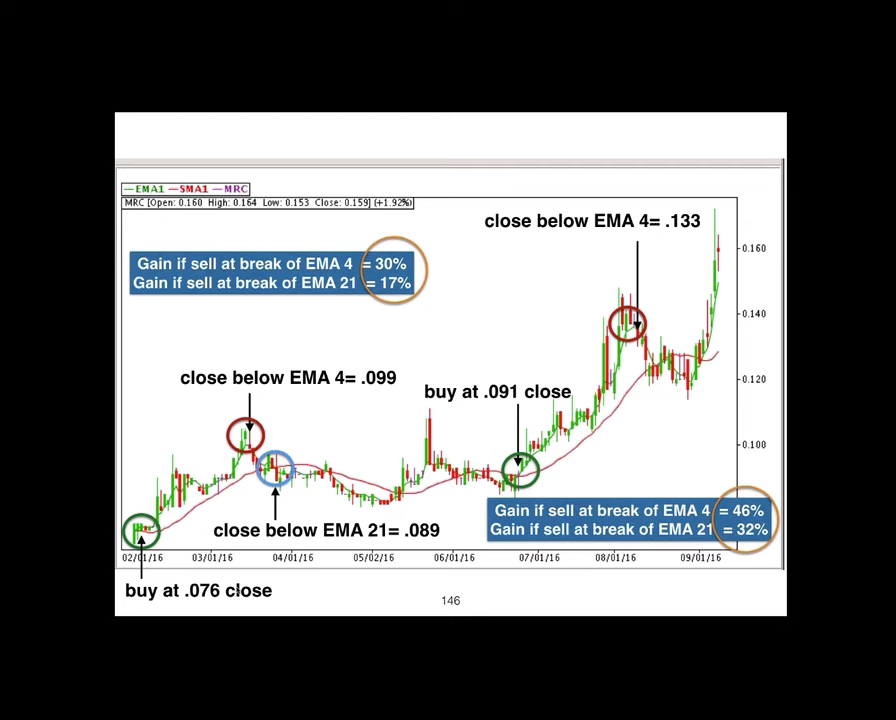 —EMA1 —SMA1 —MRC
MRC [Open: 0.160 High: 0.164 Low: 0.153 Close: 0.159] (+1.92%)
close below EMA 4= .133
Gain if sell at break of EMA 4 = 30%
Gain if sell at break of EMA 21 = 17%
0.160
0.140
0.120
0.100
close below EMA 4= .099
buy at .091 close
close below EMA 21= .089
Gain if sell at break of EMA 4 = 46%
Gain if sell at break of EMA 21 = 32%
02/01/16 03/01/16 04/01/16 05/02/16 06/01/16 07/01/16 08/01/16 09/01/16
buy at .076 close
146